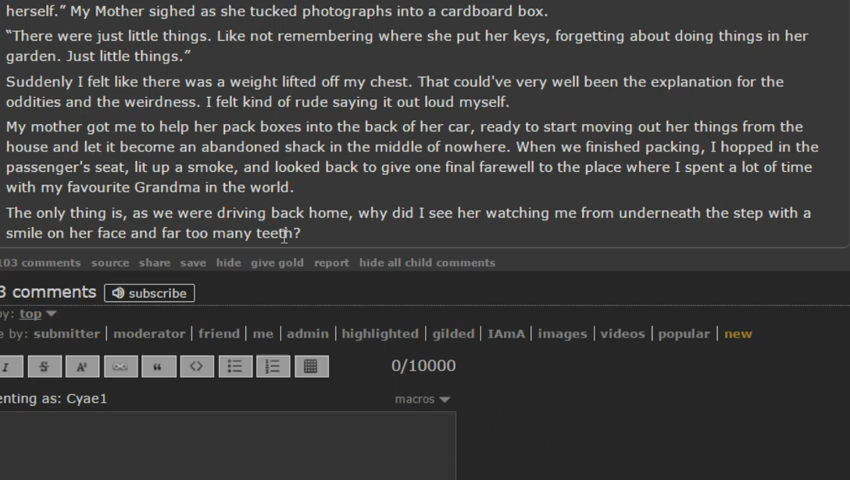 herself.” My Mother sighed as she tucked photographs into a cardboard box.
“There were just little things. Like not remembering where she put her keys, forgetting about doing things in her
garden. Just little things.”
Suddenly I felt like there was a weight lifted off my chest. That could've very well been the explanation for the
oddities and the weirdness. I felt kind of rude saying it out loud myself.
My mother got me to help her pack boxes into the back of her car, ready to start moving out her things from the
house and let it become an abandoned shack in the middle of nowhere. When we finished packing, I hopped in the
passenger's seat, lit up a smoke, and looked back to give one final farewell to the place where I spent a lot of time
with my favourite Grandma in the world.
The only thing is, as we were driving back home, why did I see her watching me from underneath the step with a
smile on her face and far too many teeth?
103 comments source share save hide give gold report hide all child comments
3 comments subscribe
by: top
e by: submitter | moderator | friend | me | admin | highlighted | gilded | IAmA | images | videos | popular | new
I S A 0/10000
enting as: Cyae1 macros